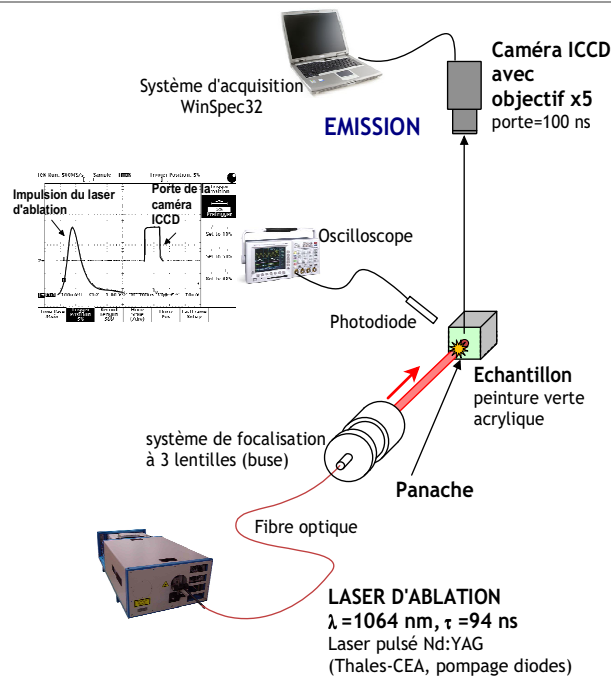 Caméra ICCD
avec
objectif x5
porte=100 ns
Système d'acquisition
WinSpec32
EMISSION
Impulsion du laser
d'ablation
Porte de la
caméra
ICCD
Oscilloscope
Photodiode
Echantillon
peinture verte
acrylique
système de focalisation
à 3 lentilles (buse)
Panache
Fibre optique
LASER D'ABLATION
λ =1064 nm, τ =94 ns
Laser pulsé Nd:YAG
(Thales-CEA, pompage diodes)